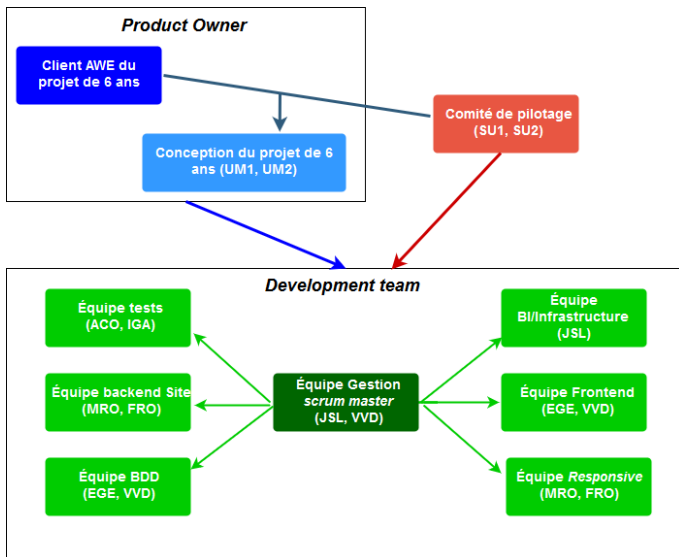 Product Owner
Client AWE du
projet de 6 ans
Comité de pilotage
(SU1, SU2)
Conception du projet de 6
ans (UM1, UM2)
Development team
Équipe tests
(ACO, IGA)
Équipe
BI/Infrastructure
(JSL)
Équipe backend Site
(MRO, FRO)
Équipe Gestion
scrum master
(JSL, VVD)
Équipe Frontend
(EGE, VVD)
Équipe BDD
(EGE, VVD)
Équipe Responsive
(MRO, FRO)